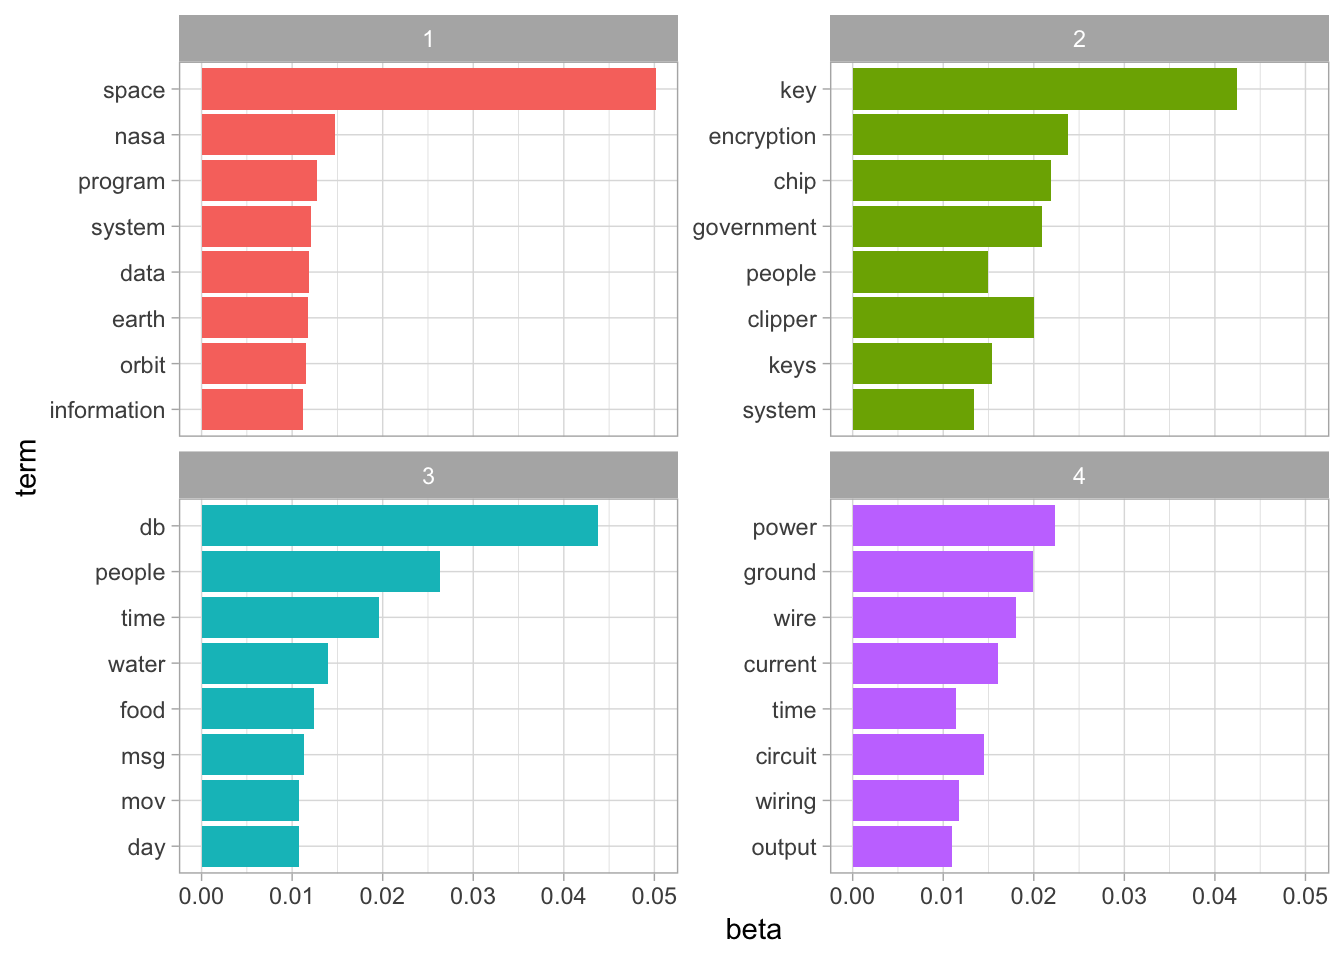 1
space
nasa
program
system
data
earth
orbit
information
2
key
encryption
chip
government
people
clipper
keys
system
3
db
people
time
water
food
msg
mov
day
0.00 0.01 0.02 0.03 0.04 0.05
4
power
ground
wire
current
time
circuit
wiring
output
0.00 0.01 0.02 0.03 0.04 0.05
term
beta